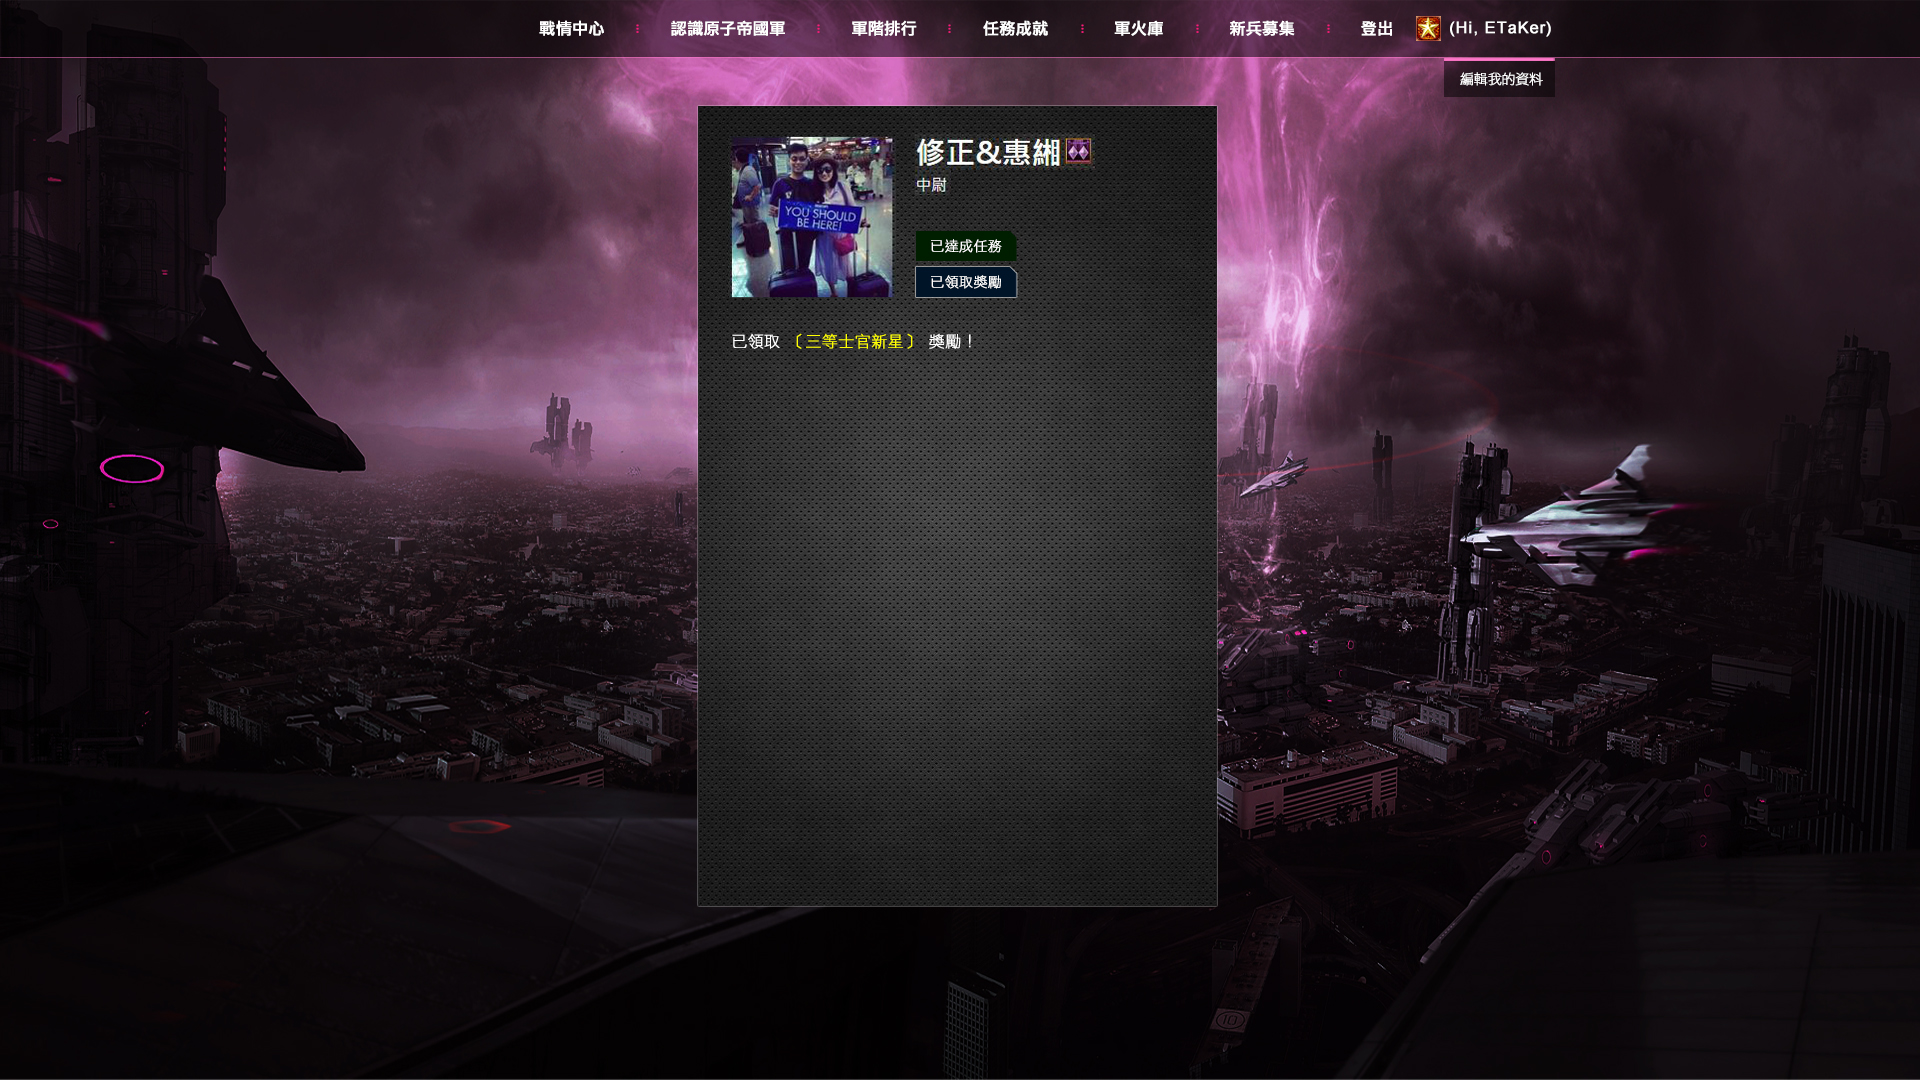 戰情中心 認識原子帝國軍 軍階排行 任務成就 軍火庫 新兵募集 登出 (Hi, ETaKer)
編輯我的資料
修正&惠緗
中尉
YOU SHOULD
BE HERE!
已達成任務
已領取獎勵
已領取〔三等士官新星〕獎勵！